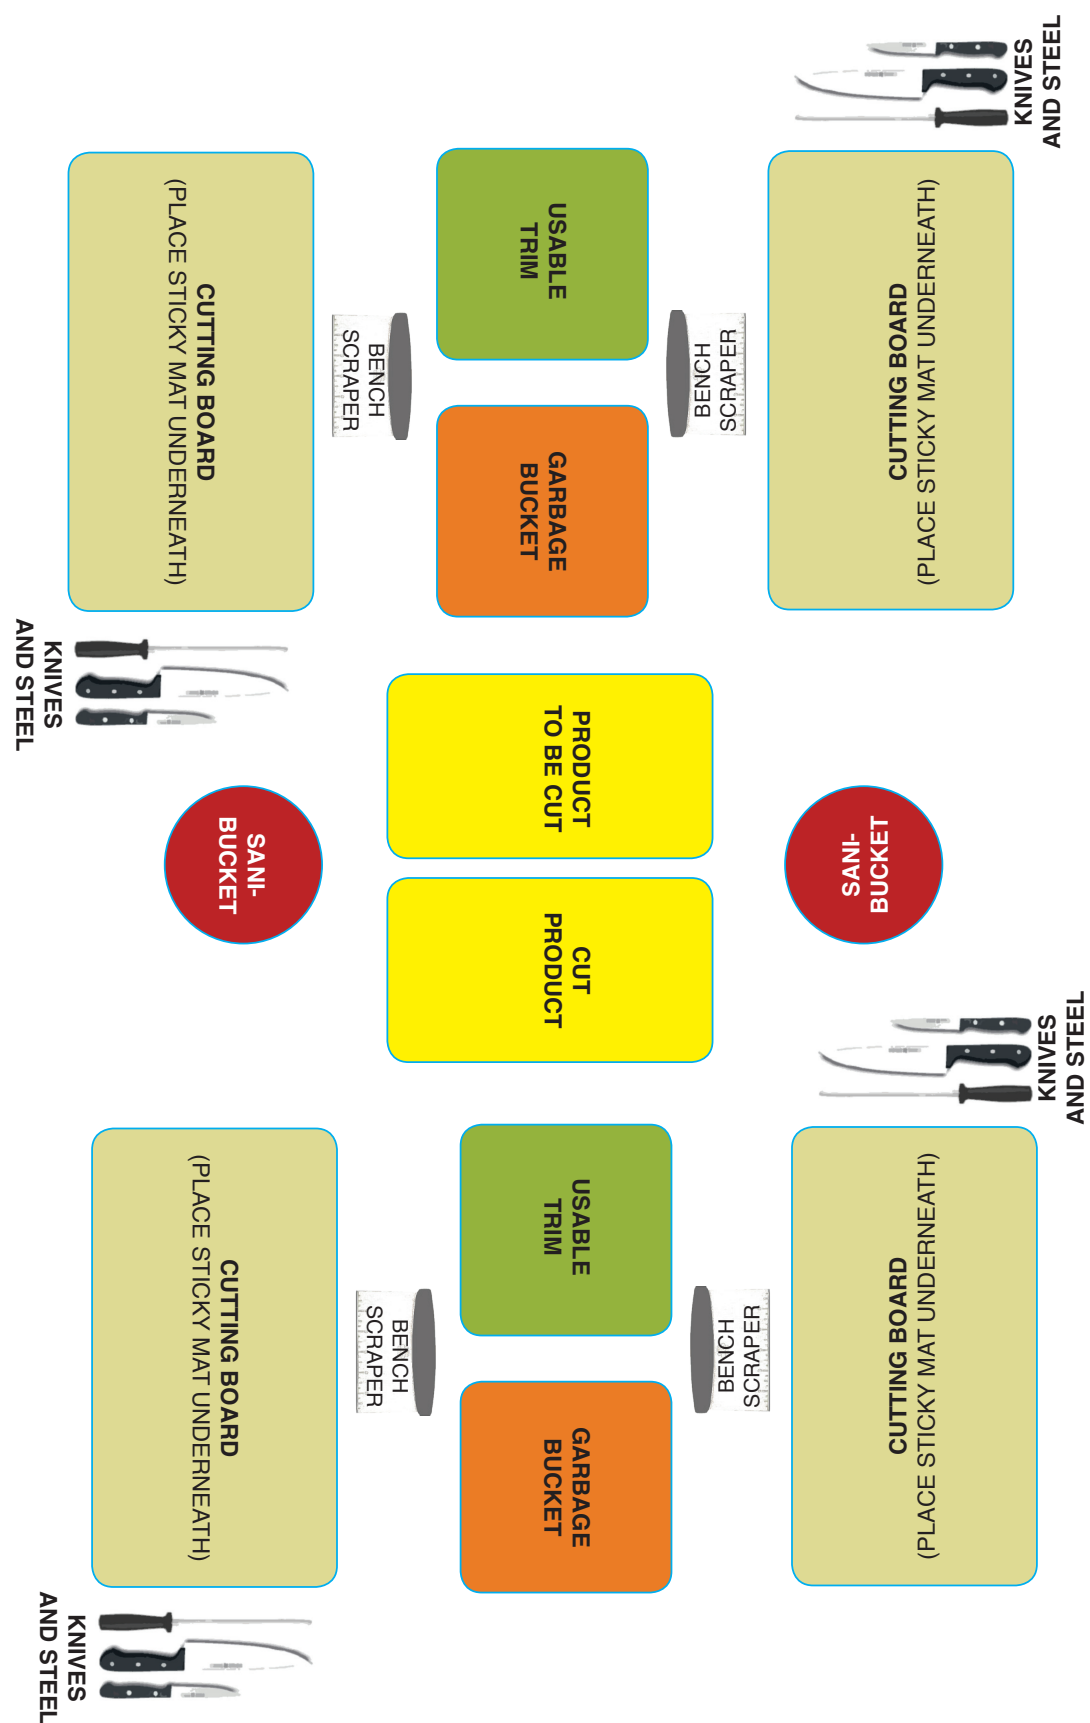 KNIVES
AND STEEL
CUTTING BOARD
(PLACE STICKY MAT UNDERNEATH)
USABLE
TRIM
CUTTING BOARD
(PLACE STICKY MAT UNDERNEATH)
BENCH
SCRAPER
BENCH
SCRAPER
GARBAGE
BUCKET
KNIVES
AND STEEL
PRODUCT
TO BE CUT
SANI-
BUCKET
SANI-
BUCKET
CUT
PRODUCT
KNIVES
AND STEEL
CUTTING BOARD
(PLACE STICKY MAT UNDERNEATH)
USABLE
TRIM
CUTTING BOARD
(PLACE STICKY MAT UNDERNEATH)
BENCH
SCRAPER
BENCH
SCRAPER
GARBAGE
BUCKET
KNIVES
AND STEEL